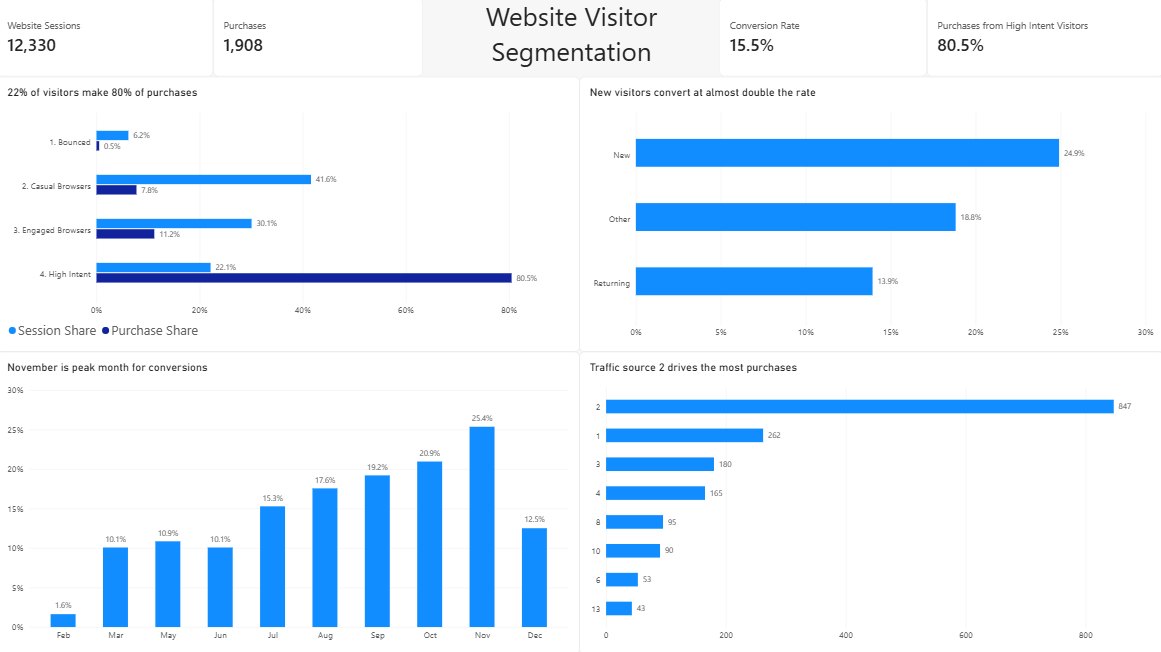 Website Sessions
12,330
Purchases
1,908
Website Visitor
Segmentation
Conversion Rate
15.5%
Purchases from High Intent Visitors
80.5%
22% of visitors make 80% of purchases
1. Bounced
6.2%
0.5%
2. Casual Browsers
41.6%
7.8%
3. Engaged Browsers
30.1%
11.2%
4. High Intent
22.1%
80.5%
0% 20% 40% 60% 80%
Session Share Purchase Share
New visitors convert at almost double the rate
New 24.9%
Other 18.8%
Returning 13.9%
0% 5% 10% 15% 20% 25% 30%
November is peak month for conversions
30%
25%
20%
15%
10%
5%
0%
1.6% 10.1% 10.9% 10.1% 15.3% 17.6% 19.2% 20.9% 25.4% 12.5%
Feb Mar May Jun Jul Aug Sep Oct Nov Dec
Traffic source 2 drives the most purchases
2 847
1 262
3 180
4 165
8 95
10 90
6 53
13 43
0 200 400 600 800